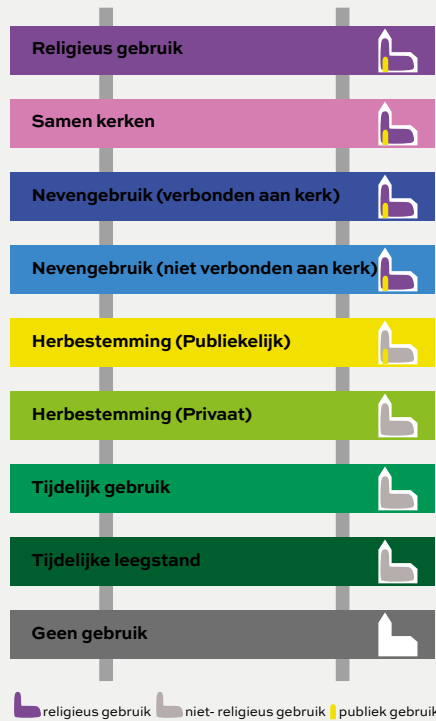 Religieus gebruik
Samen kerken
Nevengebruik (verbonden aan kerk)
Nevengebruik (niet verbonden aan kerk)
Herbestemming (Publiekelijk)
Herbestemming (Privaat)
Tijdelijk gebruik
Tijdelijke leegstand
Geen gebruik
religieus gebruik niet- religieus gebruik publiek gebruik